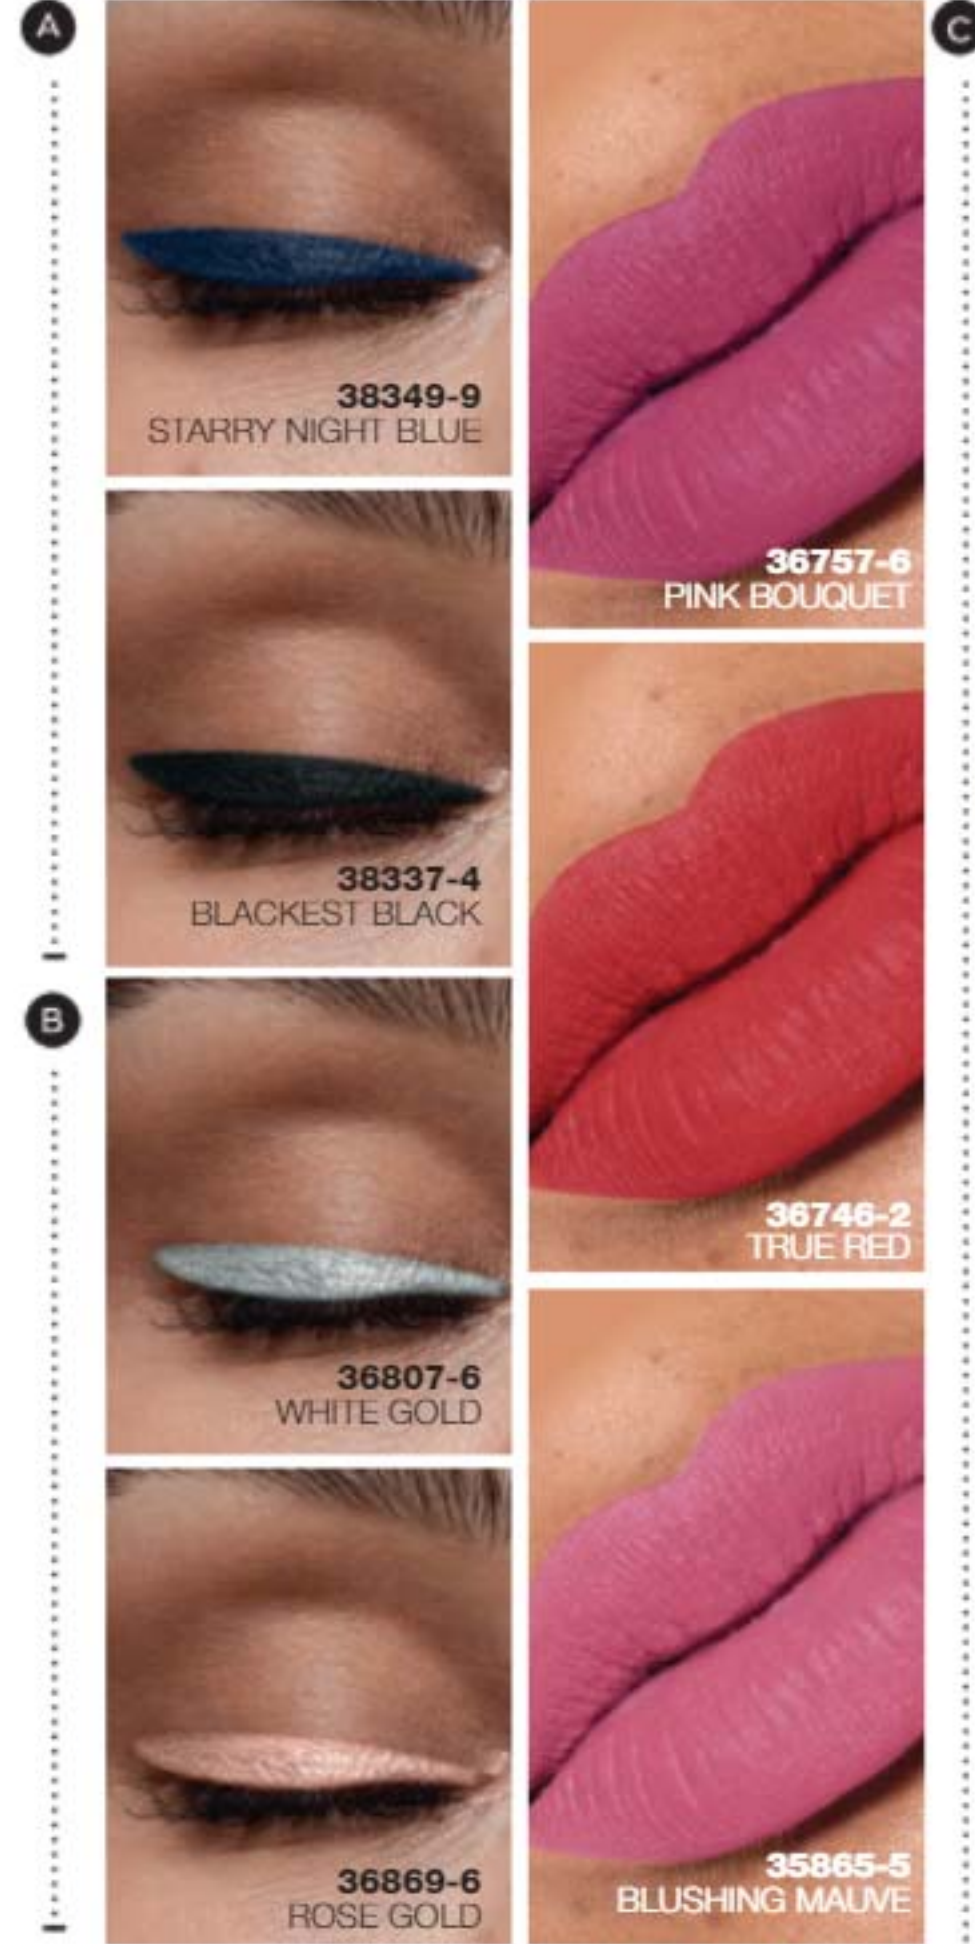 A
38349-9
STARRY NIGHT BLUE
38337-4
BLACKEST BLACK
B
36807-6
WHITE GOLD
36869-6
ROSE GOLD
C
36757-6
PINK BOUQUET
36746-2
TRUE RED
35865-5
BLUSHING MAUVE